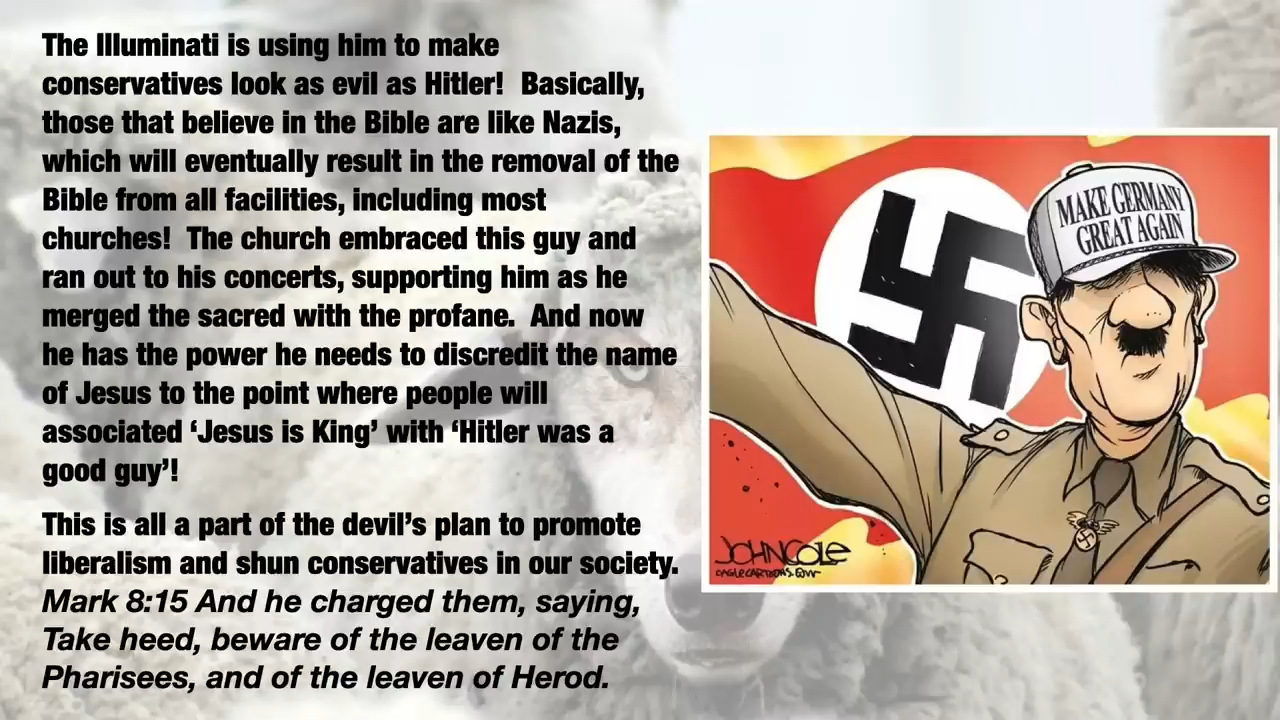 The Illuminati is using him to make
conservatives look as evil as Hitler!  Basically,
those that believe in the Bible are like Nazis,
which will eventually result in the removal of the
Bible from all facilities, including most
churches!  The church embraced this guy and
ran out to his concerts, supporting him as he
merged the sacred with the profane.  And now
he has the power he needs to discredit the name
of Jesus to the point where people will
associated ‘Jesus is King’ with ‘Hitler was a
good guy’!
This is all a part of the devil’s plan to promote
liberalism and shun conservatives in our society.
Mark 8:15 And he charged them, saying,
Take heed, beware of the leaven of the
Pharisees, and of the leaven of Herod.
MAKE GERMANY
GREAT AGAIN
JOHN COLE
CAGLECARTOONS.COM